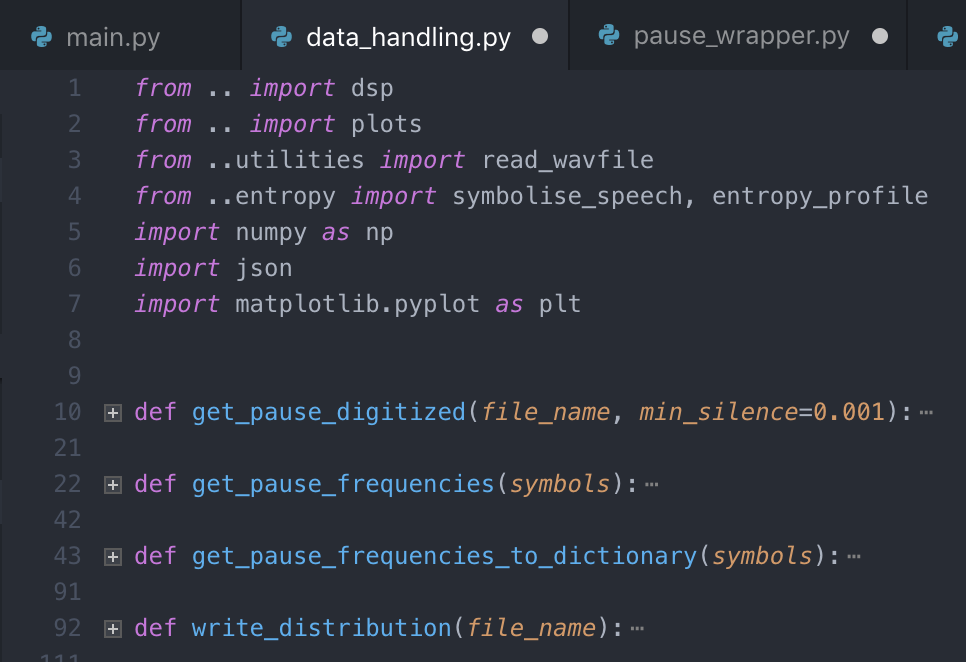 main.py data_handling.py pause_wrapper.py
1 from .. import dsp
2 from .. import plots
3 from ..utilities import read_wavfile
4 from ..entropy import symbolise_speech, entropy_profile
5 import numpy as np
6 import json
7 import matplotlib.pyplot as plt
8
9
10 def get_pause_digitized(file_name, min_silence=0.001):⋯
21
22 def get_pause_frequencies(symbols):⋯
42
43 def get_pause_frequencies_to_dictionary(symbols):⋯
91
92 def write_distribution(file_name):⋯
111